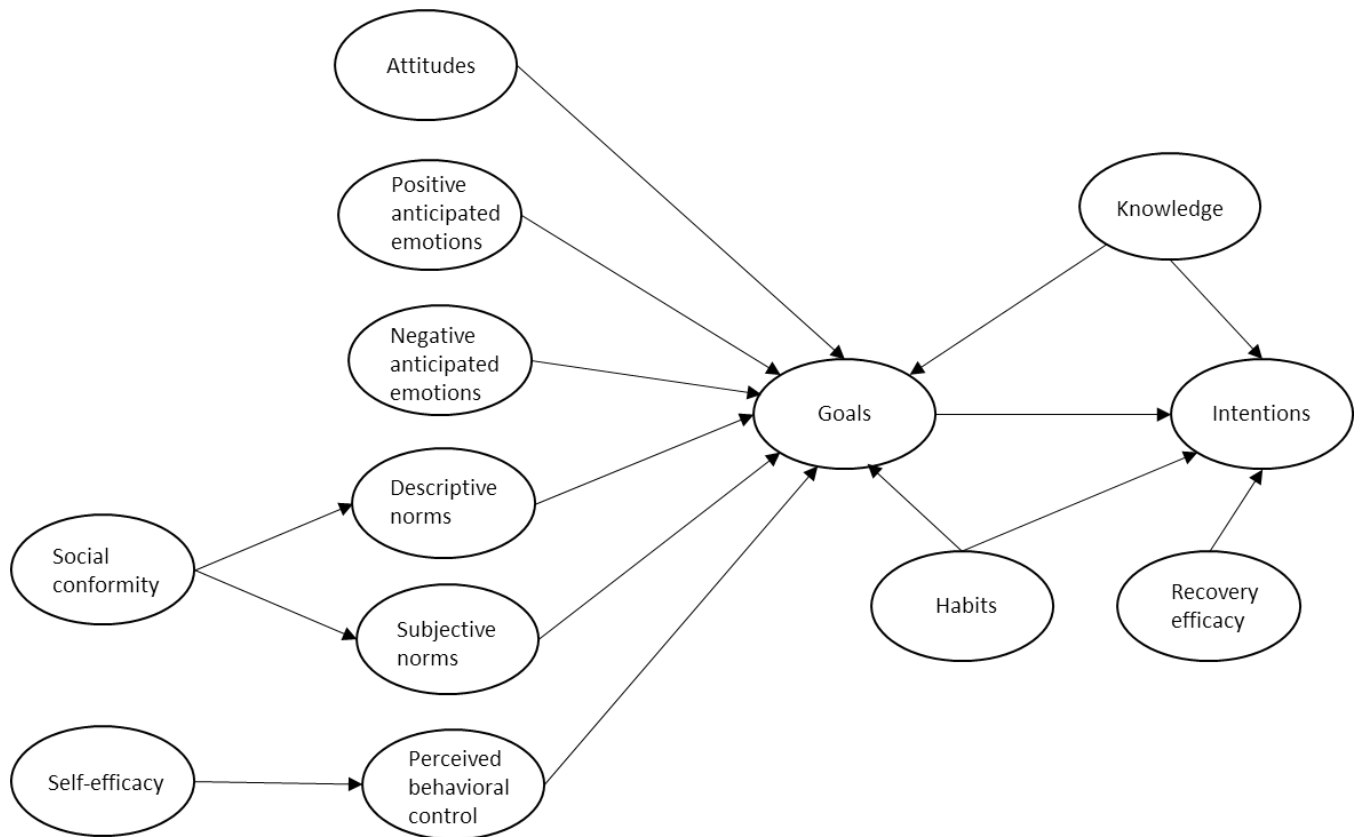 Attitudes
Positive
anticipated
emotions
Knowledge
Negative
anticipated
emotions
Goals
Intentions
Descriptive
norms
Social
conformity
Subjective
norms
Habits
Recovery
efficacy
Self-efficacy
Perceived
behavioral
control